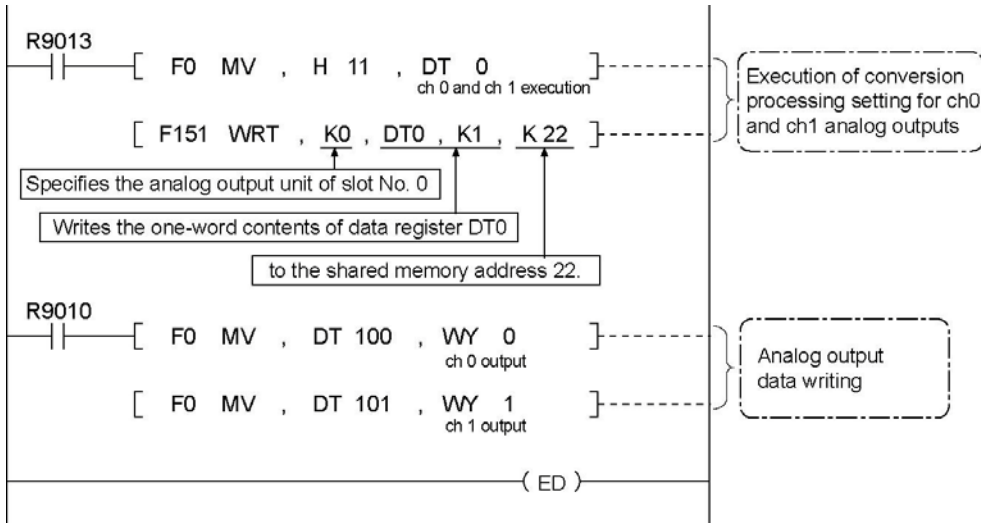 R9013
[ F0 MV , H 11 , DT 0 ]
ch 0 and ch 1 execution
Execution of conversion
processing setting for ch0
and ch1 analog outputs
[ F151 WRT , K0 , DT0 , K1 , K 22 ]
Specifies the analog output unit of slot No. 0
Writes the one-word contents of data register DT0
to the shared memory address 22.
R9010
[ F0 MV , DT 100 , WY 0 ]
ch 0 output
Analog output
data writing
[ F0 MV , DT 101 , WY 1 ]
ch 1 output
( ED )